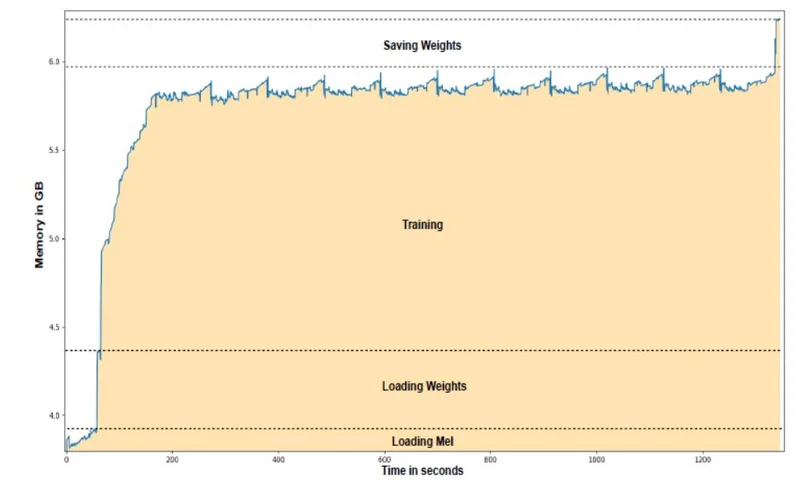 Saving Weights
6.0
5.5
Training
5.0
Memory in GB
4.5
Loading Weights
4.0
Loading Mel
0 200 400 600 800 1000 1200
Time in seconds